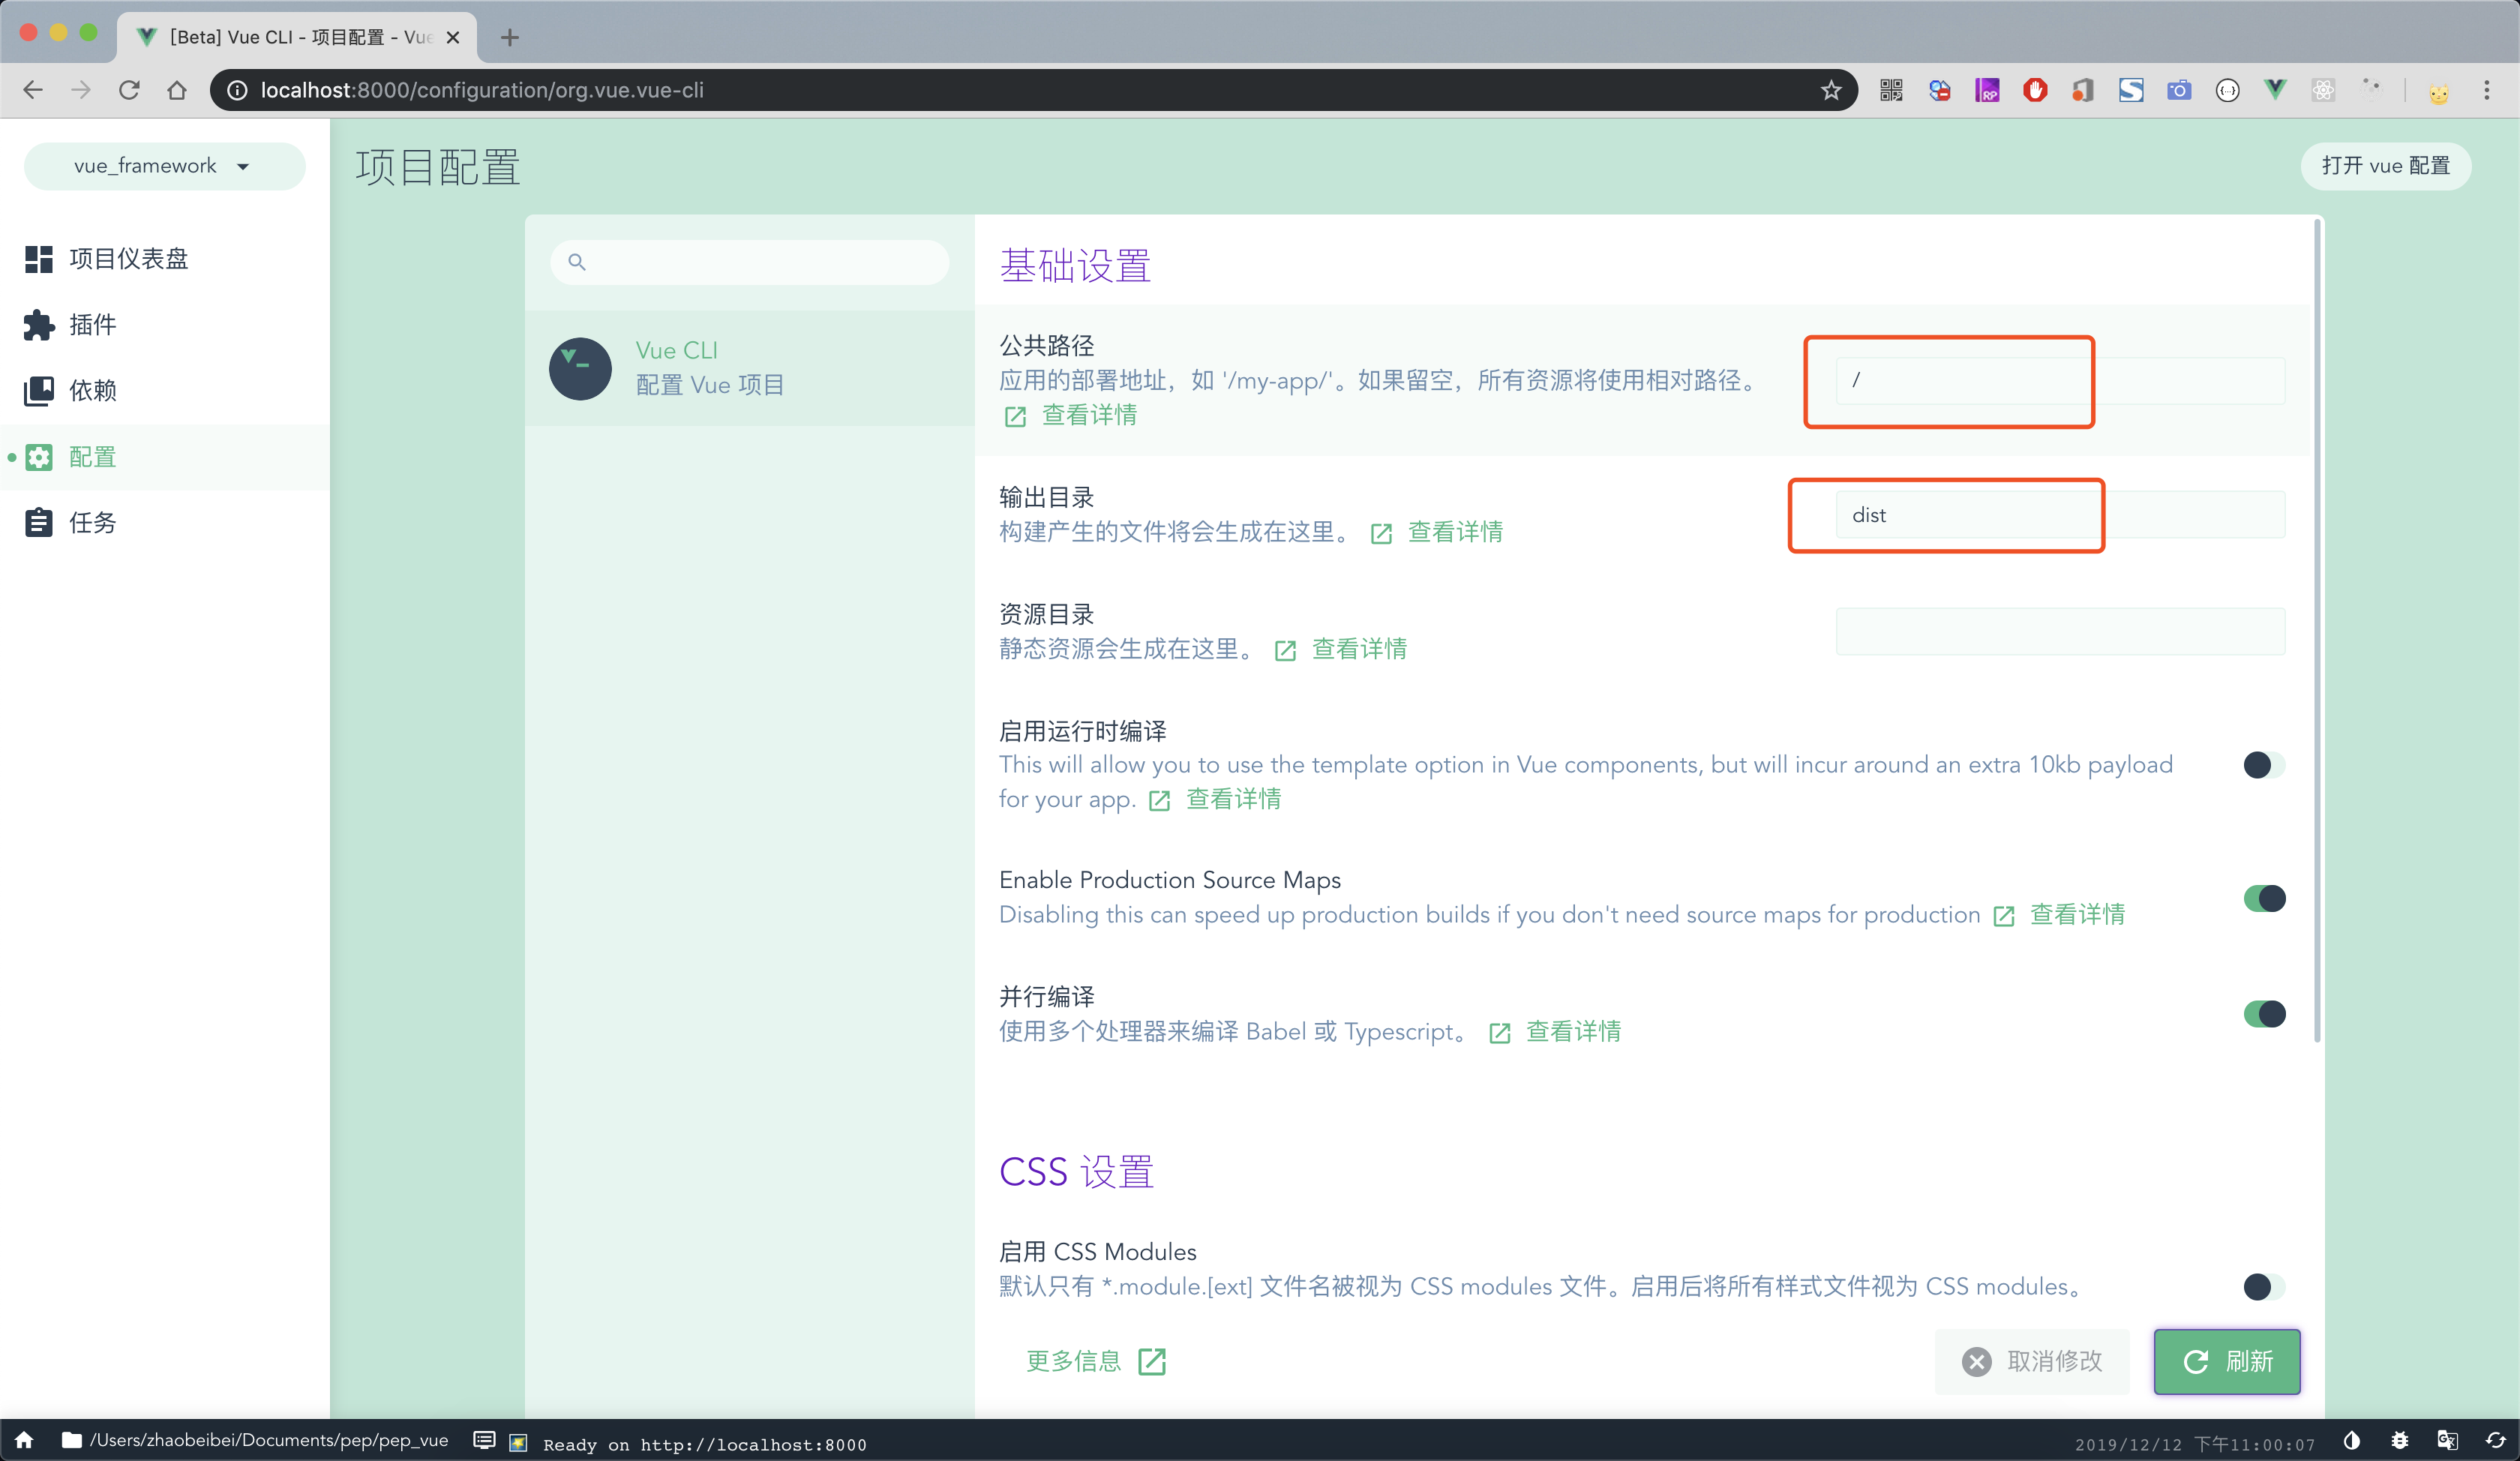 [Beta] Vue CLI - 项目配置 - Vue
localhost:8000/configuration/org.vue.vue-cli
vue_framework
项目配置
打开 vue 配置
项目仪表盘
插件
依赖
配置
任务
Vue CLI
配置 Vue 项目
基础设置
公共路径
应用的部署地址，如 '/my-app/'。如果留空，所有资源将使用相对路径。
查看详情
/
输出目录
构建产生的文件将会生成在这里。 查看详情
dist
资源目录
静态资源会生成在这里。 查看详情
启用运行时编译
This will allow you to use the template option in Vue components, but will incur around an extra 10kb payload
for your app. 查看详情
Enable Production Source Maps
Disabling this can speed up production builds if you don't need source maps for production 查看详情
并行编译
使用多个处理器来编译 Babel 或 Typescript。 查看详情
CSS 设置
启用 CSS Modules
默认只有 *.module.[ext] 文件名被视为 CSS modules 文件。启用后将所有样式文件视为 CSS modules。
更多信息
取消修改
刷新
/Users/zhaobeibei/Documents/pep/pep_vue
Ready on http://localhost:8000
2019/12/12 下午11:00:07